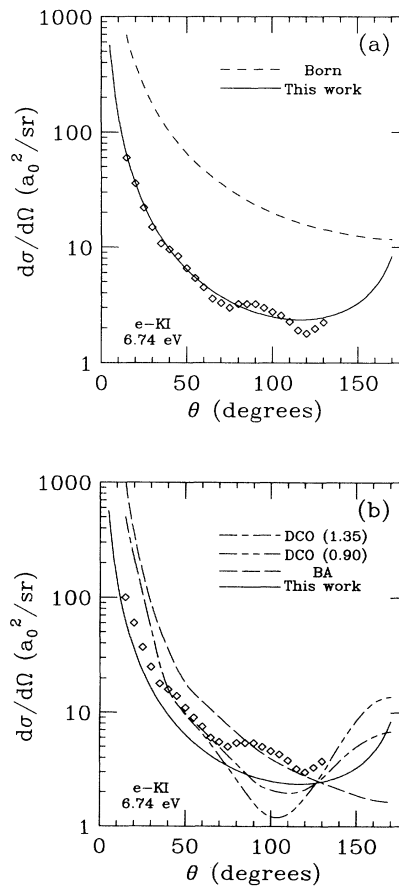 (a)
Born
This work
dσ/dΩ (a₀²/sr)
1000
100
10
1
e-KI
6.74 eV
0 50 100 150
θ (degrees)
(b)
DCO (1.35)
DCO (0.90)
BA
This work
dσ/dΩ (a₀²/sr)
1000
100
10
1
e-KI
6.74 eV
0 50 100 150
θ (degrees)